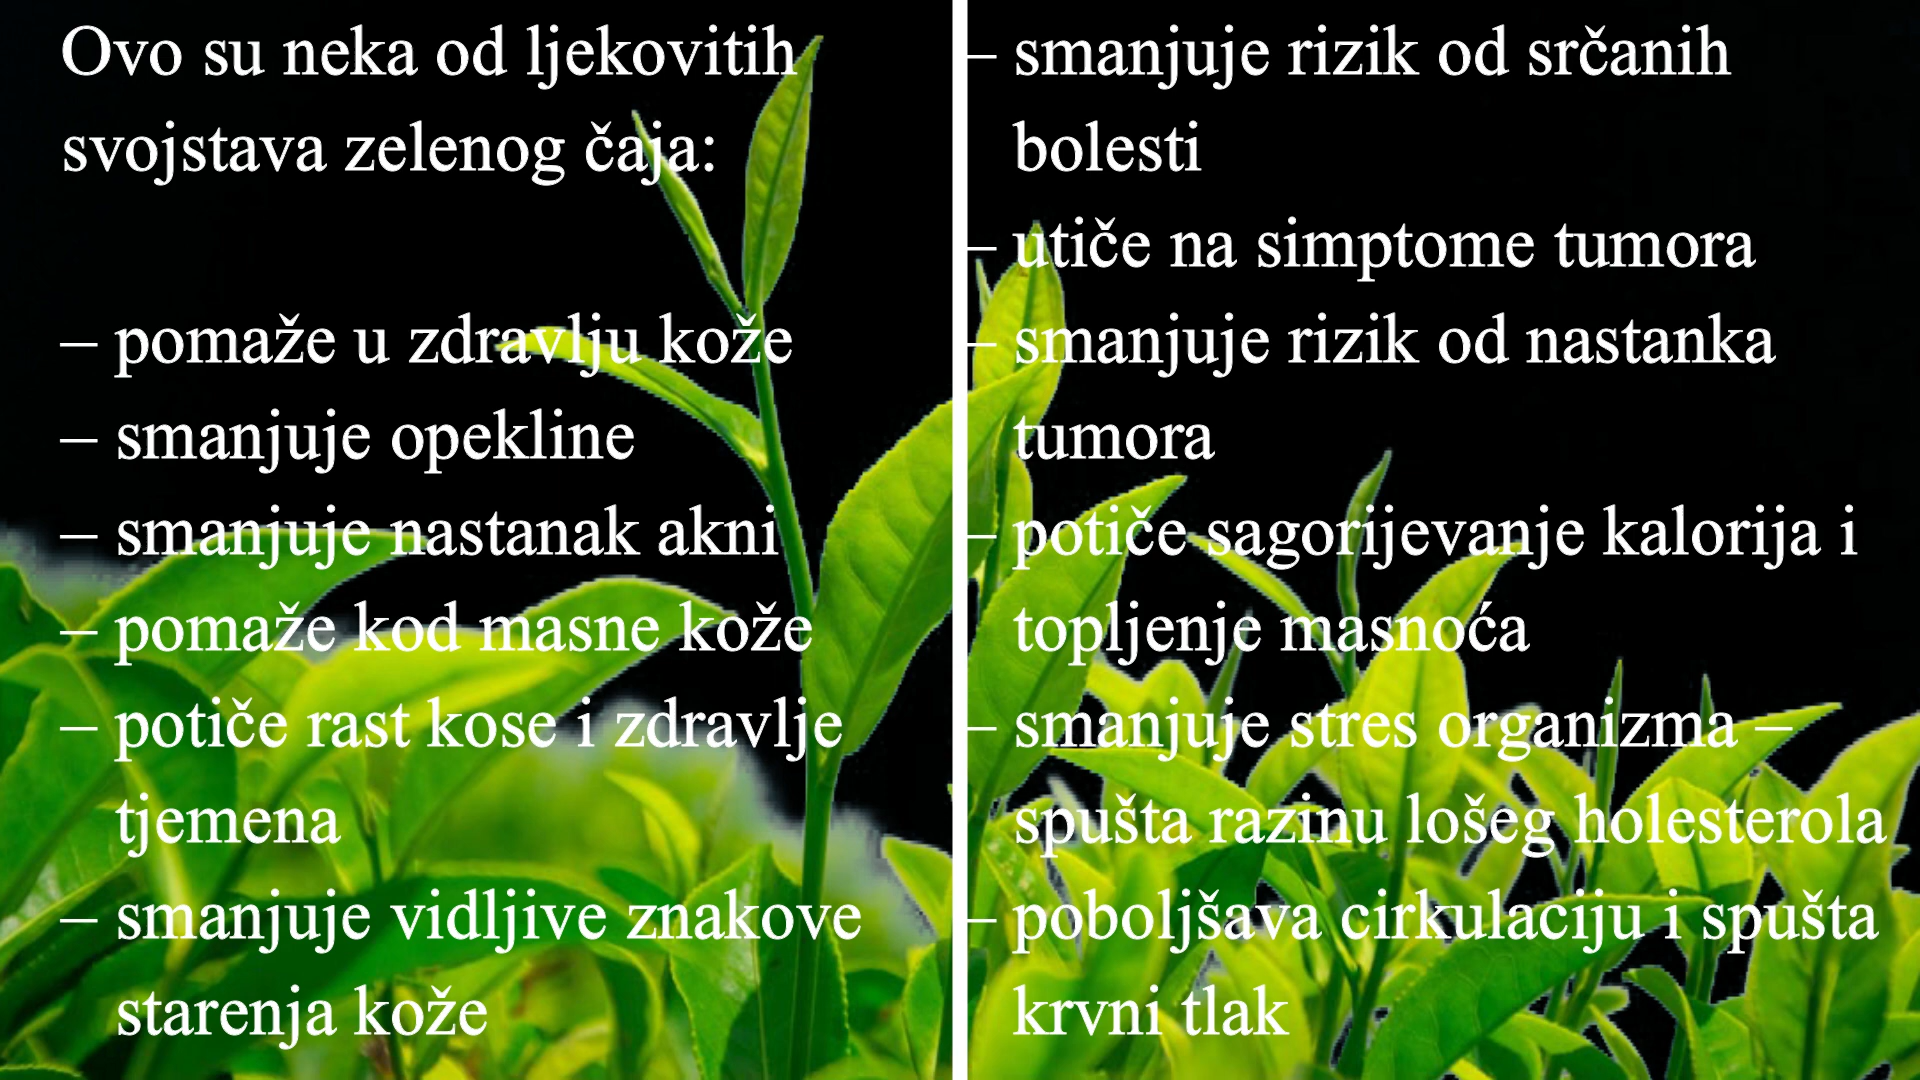 Ovo su neka od ljekovitih
svojstava zelenog čaja:
– pomaže u zdravlju kože
– smanjuje opekline
– smanjuje nastanak akni
– pomaže kod masne kože
– potiče rast kose i zdravlje
tjemena
– smanjuje vidljive znakove
starenja kože
– smanjuje rizik od srčanih
bolesti
– utiče na simptome tumora
– smanjuje rizik od nastanka
tumora
– potiče sagorijevanje kalorija i
topljenje masnoća
– smanjuje stres organizma –
spušta razinu lošeg holesterola
– poboljšava cirkulaciju i spušta
krvni tlak